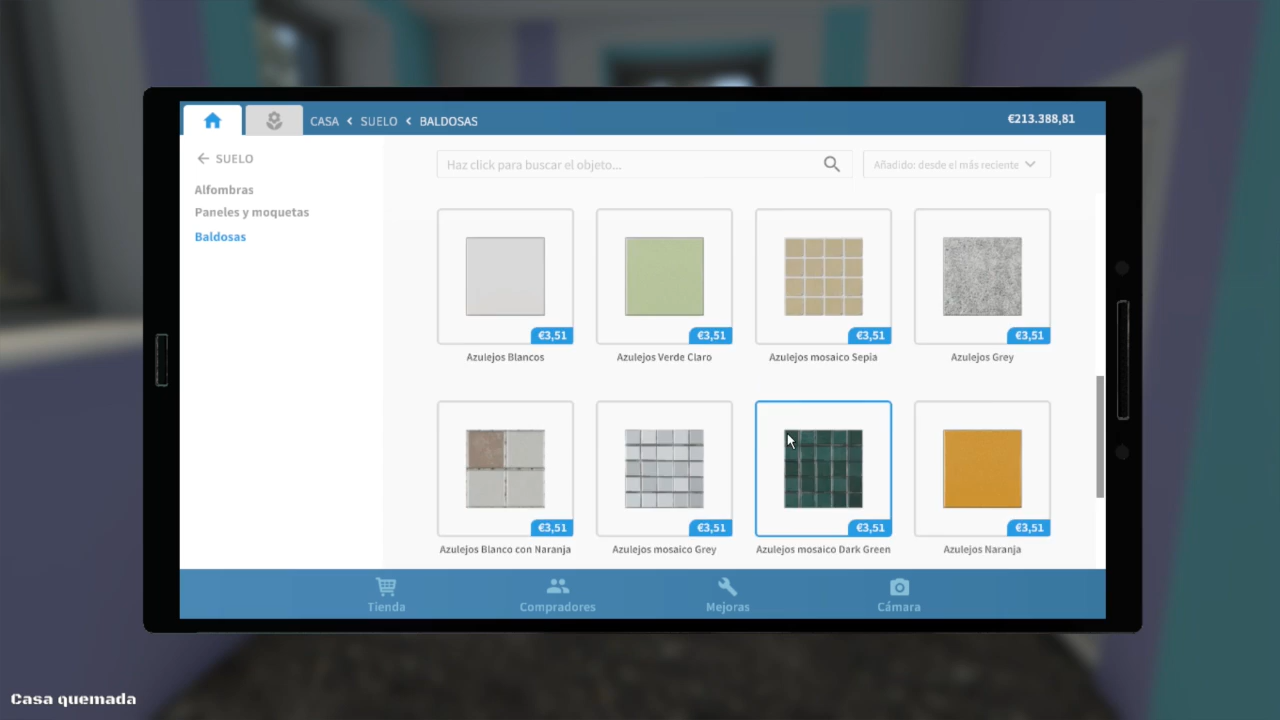 CASA < SUELO < BALDOSAS
€213.388,81
SUELO
Alfombras
Paneles y moquetas
Baldosas
Haz click para buscar el objeto...
Añadido: desde el más reciente
€3,51
€3,51
€3,51
€3,51
Azulejos Blancos
Azulejos Verde Claro
Azulejos mosaico Sepia
Azulejos Grey
€3,51
€3,51
€3,51
€3,51
Azulejos Blanco con Naranja
Azulejos mosaico Grey
Azulejos mosaico Dark Green
Azulejos Naranja
Tienda
Compradores
Mejoras
Cámara
Casa quemada